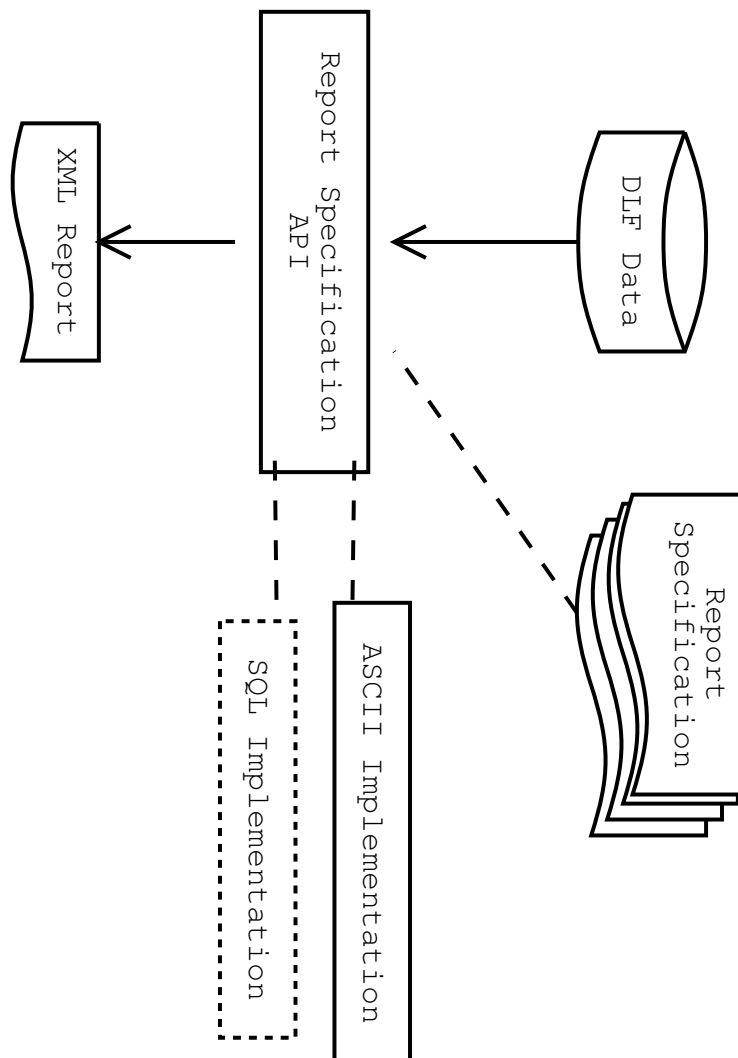 DLF Data
Report
Specification
Report Specification
API
ASCII Implementation
SQL Implementation
XML Report